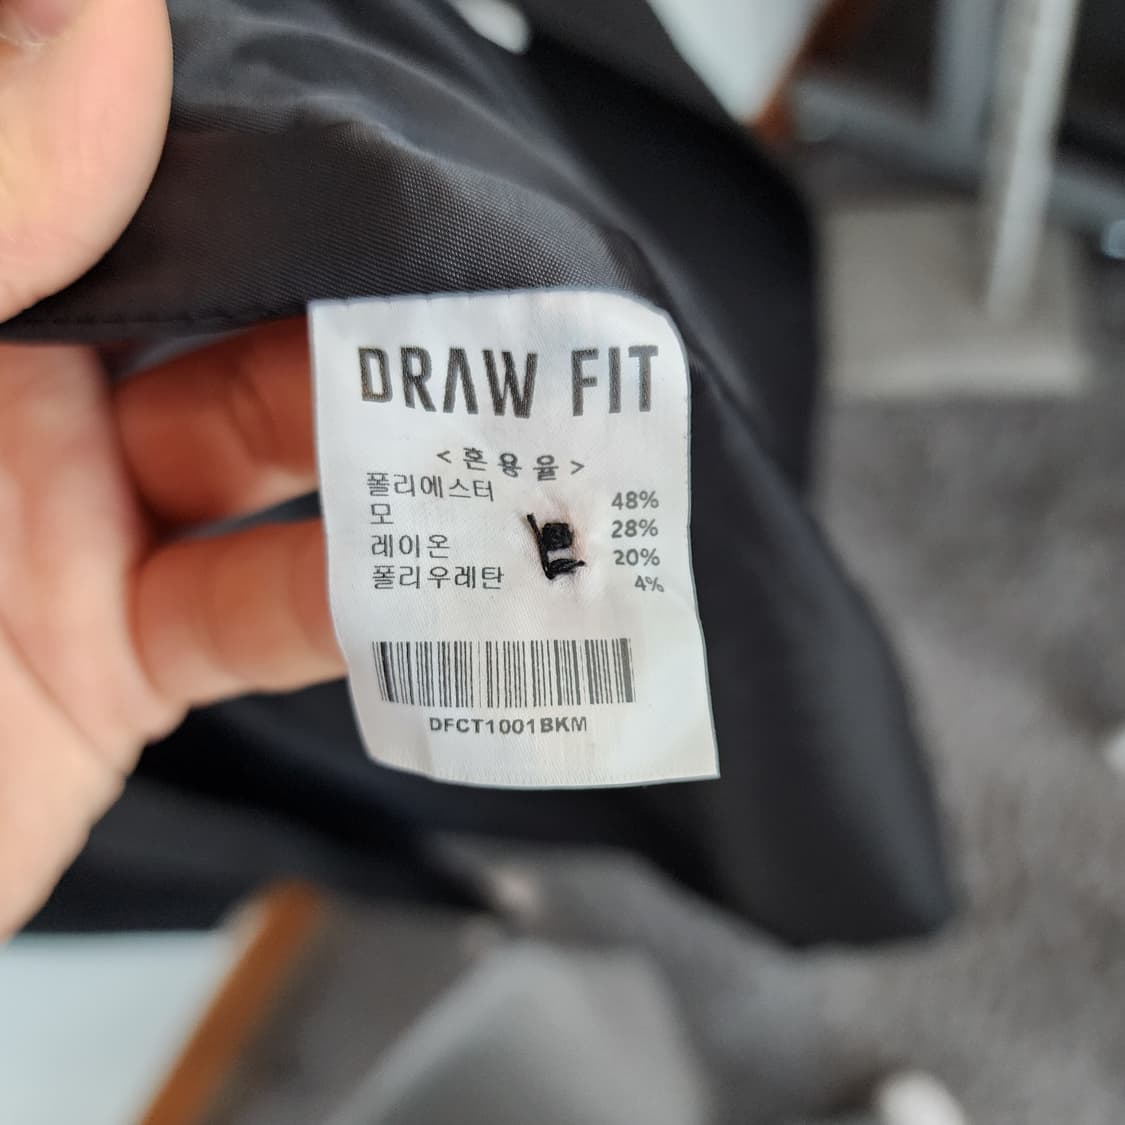 DRAW FIT
<혼용율>
폴리에스터 48%
모 28%
레이온 20%
폴리우레탄 4%
DFCT1001BKM